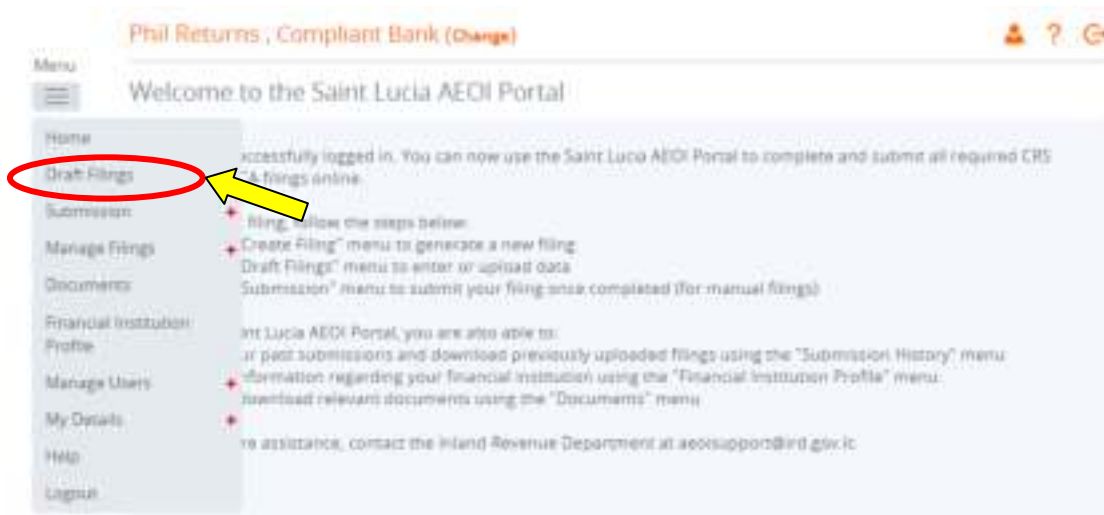 Phil Returns , Compliant Bank (Change)
?
Menu
Welcome to the Saint Lucia AEOI Portal
Home
Draft Filings
Submission
Manage Filings
Documents
Financial Institution
Profile
Manage Users
My Details
Help
Logout
ccessfully logged in. You can now use the Saint Lucia AEOI Portal to complete and submit all required CRS
A filings online.
filing, follow the steps below:
Create Filing" menu to generate a new filing
Draft Filings" menu to enter or upload data
Submission" menu to submit your filing once completed (for manual filings)
int Lucia AEOI Portal, you are also able to:
ur past submissions and download previously uploaded filings using the "Submission History" menu
nformation regarding your financial institution using the "Financial Institution Profile" menu.
download relevant documents using the "Documents" menu
re assistance, contact the Inland Revenue Department at aeoisupport@ird.gov.lc